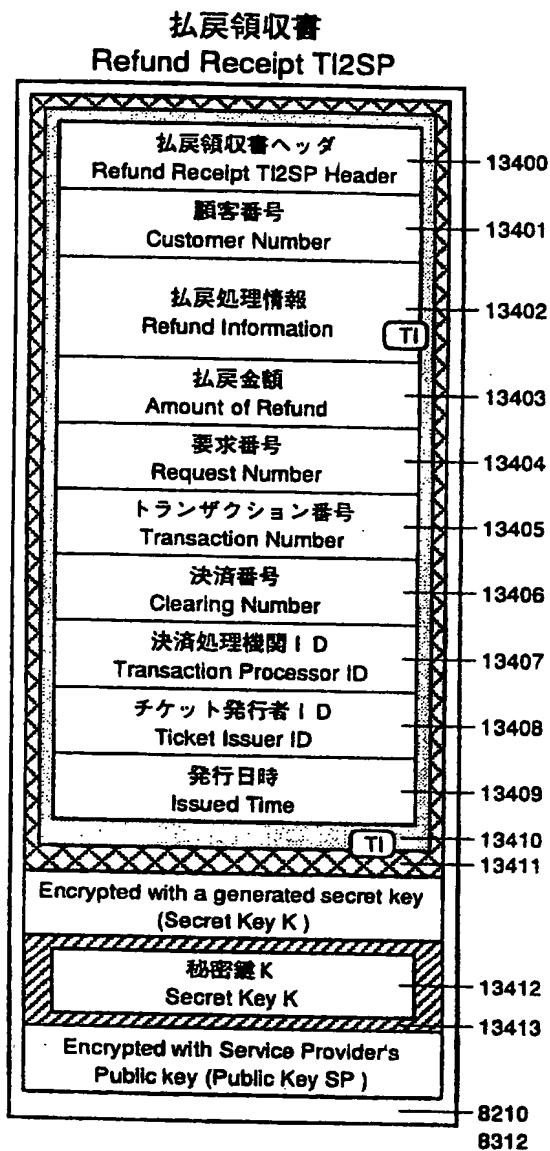 払戻領収書
Refund Receipt TI2SP
払戻領収書ヘッダ
Refund Receipt TI2SP Header
13400
顧客番号
Customer Number
13401
払戻処理情報
Refund Information
13402
TI
払戻金額
Amount of Refund
13403
要求番号
Request Number
13404
トランザクション番号
Transaction Number
13405
決済番号
Clearing Number
13406
決済処理機関ID
Transaction Processor ID
13407
チケット発行者ID
Ticket Issuer ID
13408
発行日時
Issued Time
13409
TI
13410
13411
Encrypted with a generated secret key
(Secret Key K )
秘密鍵K
Secret Key K
13412
13413
Encrypted with Service Provider's
Public key (Public Key SP )
8210
8312